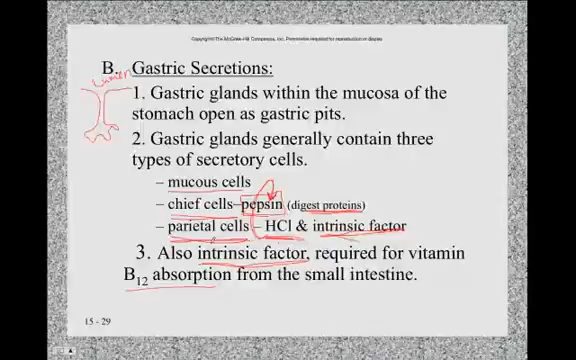 Copyright©The McGraw-Hill Companies, Inc. Permission required for reproduction or display
B. Gastric Secretions:
Lumen
1. Gastric glands within the mucosa of the
stomach open as gastric pits.
2. Gastric glands generally contain three
types of secretory cells.
– mucous cells
– chief cells–pepsin (digest proteins)
– parietal cells – HCl & intrinsic factor
3. Also intrinsic factor, required for vitamin
B12 absorption from the small intestine.
15 - 29